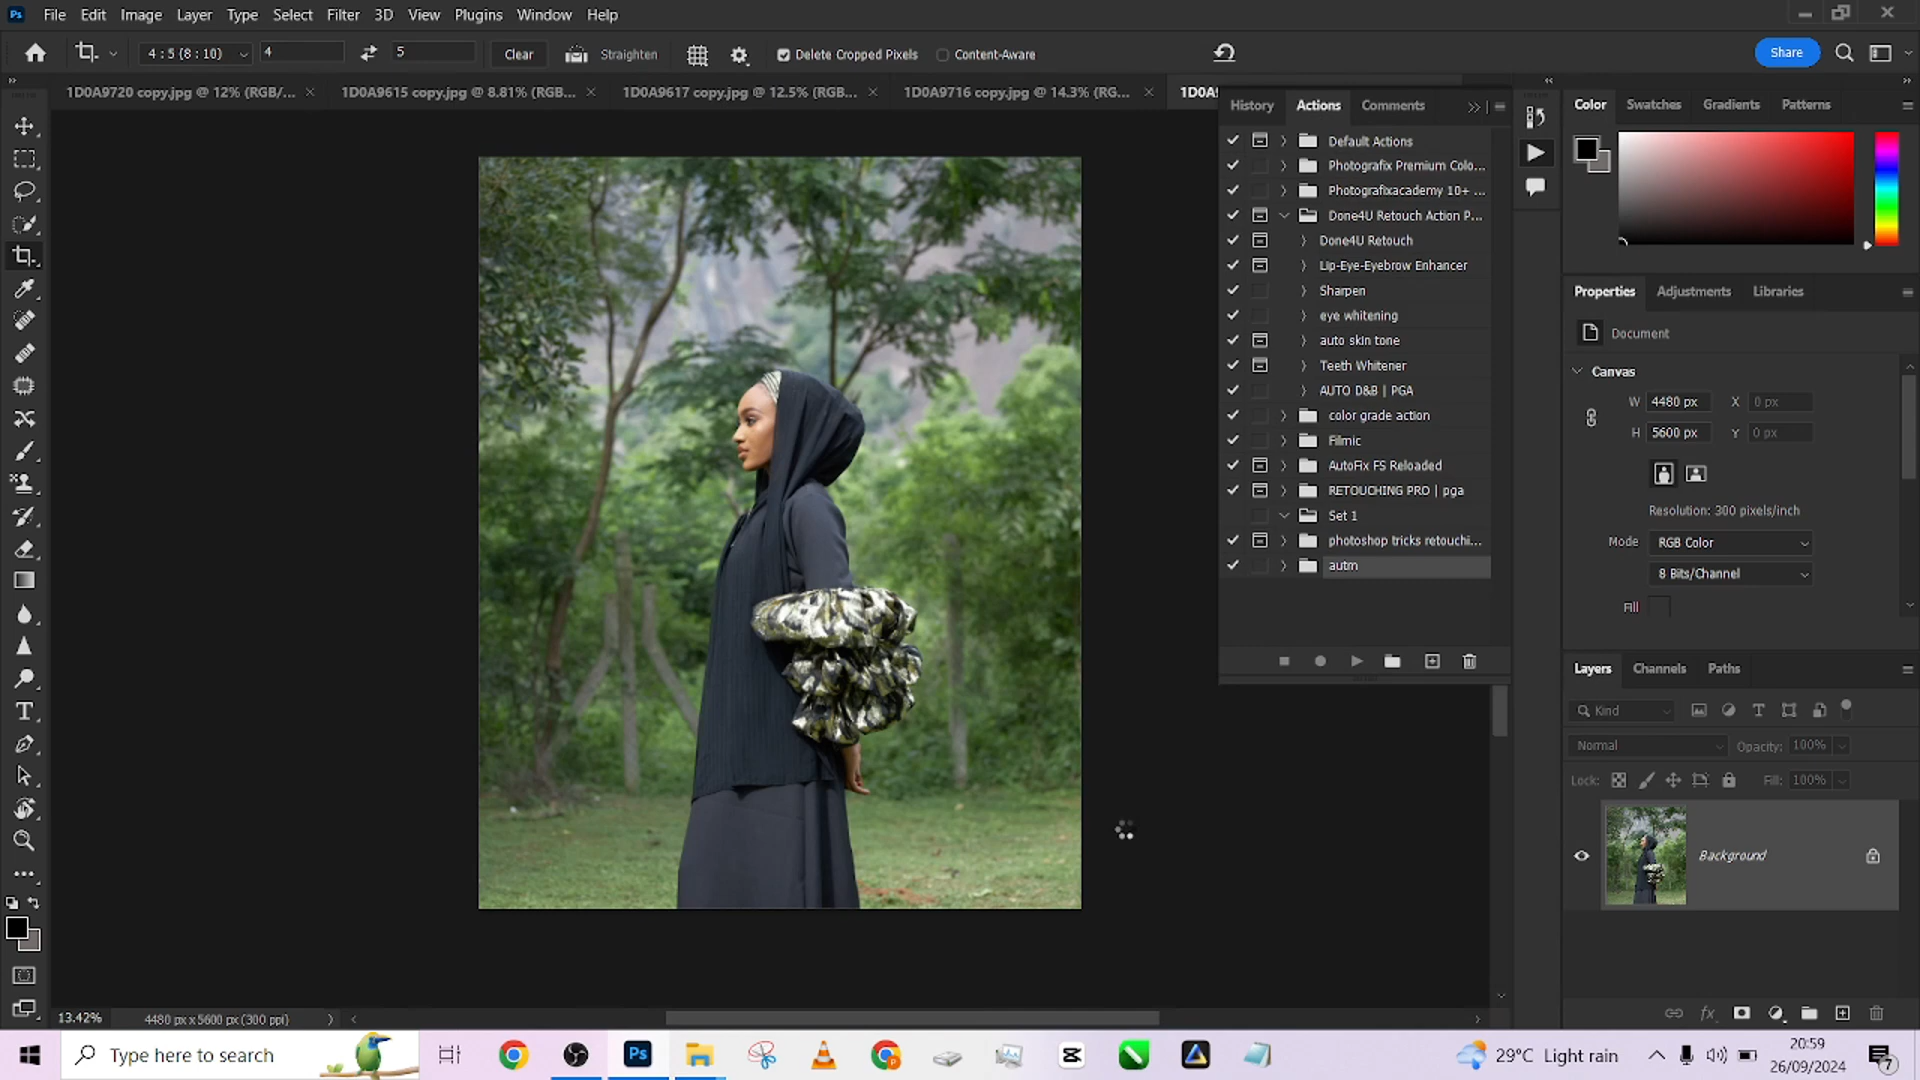 Ps File Edit Image Layer Type Select Filter 3D View Plugins Window Help
4 : 5 (8 : 10) 4 5 Clear Straighten Delete Cropped Pixels Content-Aware Share
1D0A9720 copy.jpg @ 12% (RGB/... 1D0A9615 copy.jpg @ 8.81% (RGB... 1D0A9617 copy.jpg @ 12.5% (RGB... 1D0A9716 copy.jpg @ 14.3% (RG...
History Actions Comments
Default Actions
Photografix Premium Colo...
Photografixacademy 10+ ...
Done4U Retouch Action P...
Done4U Retouch
Lip-Eye-Eyebrow Enhancer
Sharpen
eye whitening
auto skin tone
Teeth Whitener
AUTO D&B | PGA
color grade action
Filmic
AutoFix FS Reloaded
RETOUCHING PRO | pga
Set 1
photoshop tricks retouchi...
autm
Color Swatches Gradients Patterns
Properties Adjustments Libraries
Document
Canvas
W 4480 px X 0 px
H 5600 px Y 0 px
Resolution: 300 pixels/inch
Mode RGB Color
8 Bits/Channel
Fill
Layers Channels Paths
Kind
Normal Opacity: 100%
Lock: Fill: 100%
Background
13.42% 4480 px x 5600 px (300 ppi)
Type here to search
Ps
29°C Light rain
20:59
26/09/2024
7